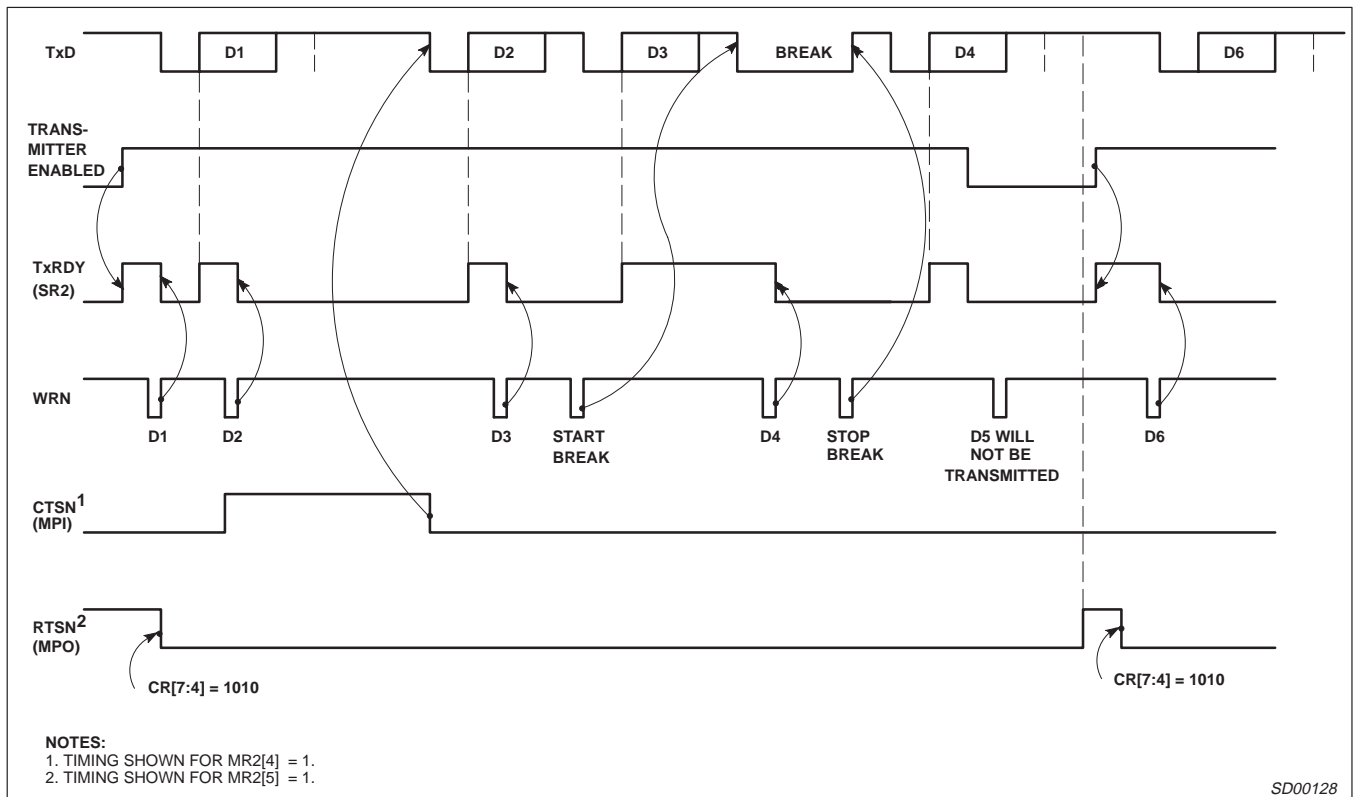 TxD
D1
D2
D3
BREAK
D4
D6
TRANS-
MITTER
ENABLED
TxRDY
(SR2)
WRN
D1
D2
D3
START
BREAK
D4
STOP
BREAK
D5 WILL
NOT BE
TRANSMITTED
D6
CTSN1
(MPI)
RTSN2
(MPO)
CR[7:4] = 1010
CR[7:4] = 1010
NOTES:
1. TIMING SHOWN FOR MR2[4] = 1.
2. TIMING SHOWN FOR MR2[5] = 1.
SD00128